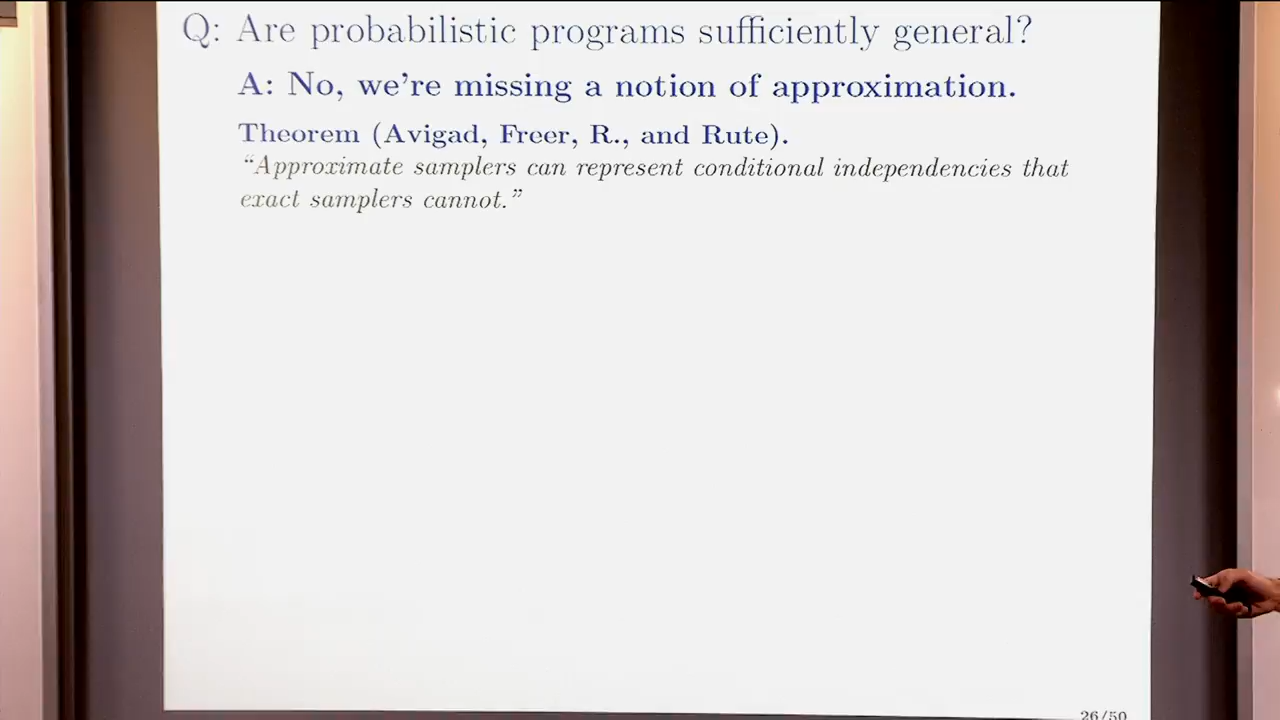 Q: Are probabilistic programs sufficiently general?
A: No, we're missing a notion of approximation.
Theorem (Avigad, Freer, R., and Rute).
“Approximate samplers can represent conditional independencies that
exact samplers cannot.”
26/50